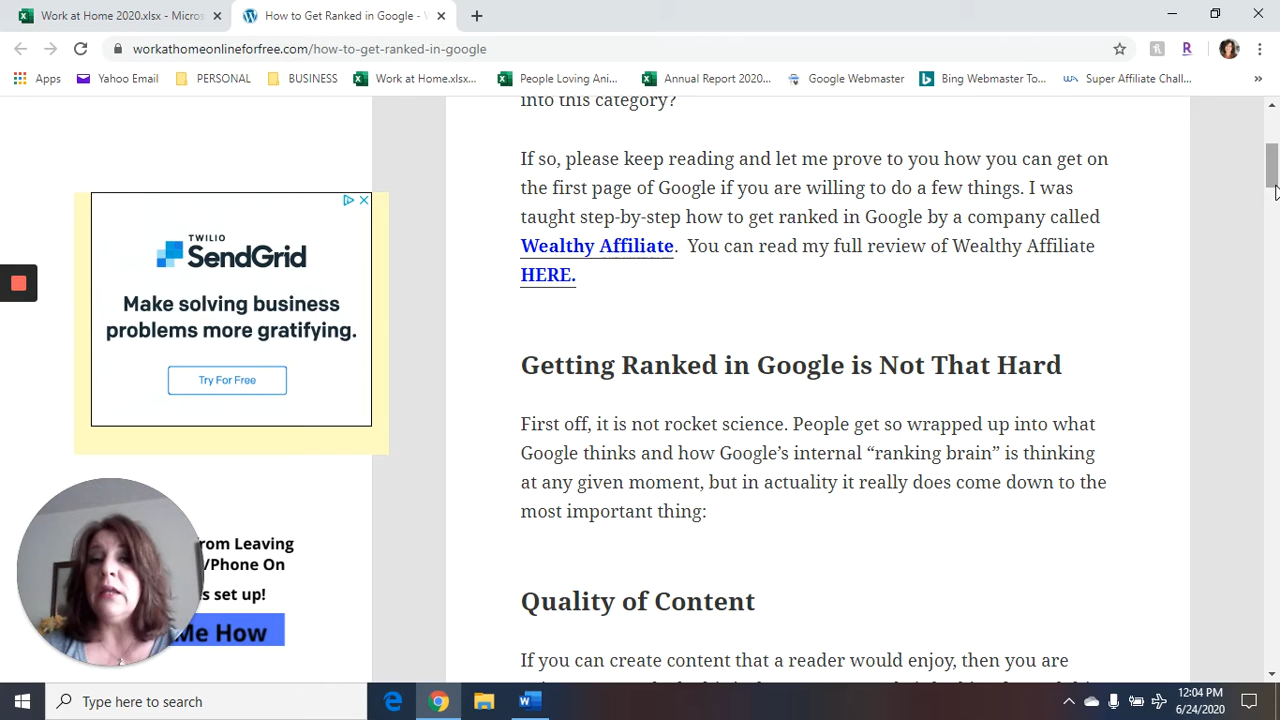 Work at Home 2020.xlsx - Micros
How to Get Ranked in Google -
workathomeonlineforfree.com/how-to-get-ranked-in-google
Apps
Yahoo Email
PERSONAL
BUSINESS
Work at Home.xlsx...
People Loving Ani...
Annual Report 2020...
Google Webmaster
Bing Webmaster To...
Super Affiliate Chall...
»
into this category?
If so, please keep reading and let me prove to you how you can get on
the first page of Google if you are willing to do a few things. I was
taught step-by-step how to get ranked in Google by a company called
Wealthy Affiliate. You can read my full review of Wealthy Affiliate
HERE.
TWILIO
SendGrid
Make solving business
problems more gratifying.
Try For Free
Getting Ranked in Google is Not That Hard
First off, it is not rocket science. People get so wrapped up into what
Google thinks and how Google's internal “ranking brain” is thinking
at any given moment, but in actuality it really does come down to the
most important thing:
rom Leaving
/Phone On
s set up!
Me How
Quality of Content
If you can create content that a reader would enjoy, then you are
Type here to search
12:04 PM
6/24/2020